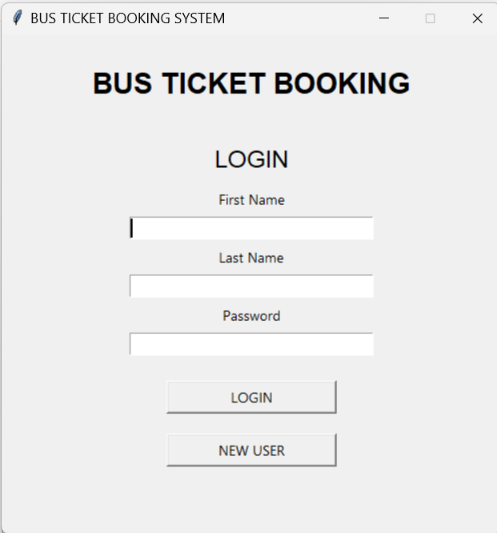 BUS TICKET BOOKING SYSTEM
BUS TICKET BOOKING
LOGIN
First Name
Last Name
Password
LOGIN
NEW USER